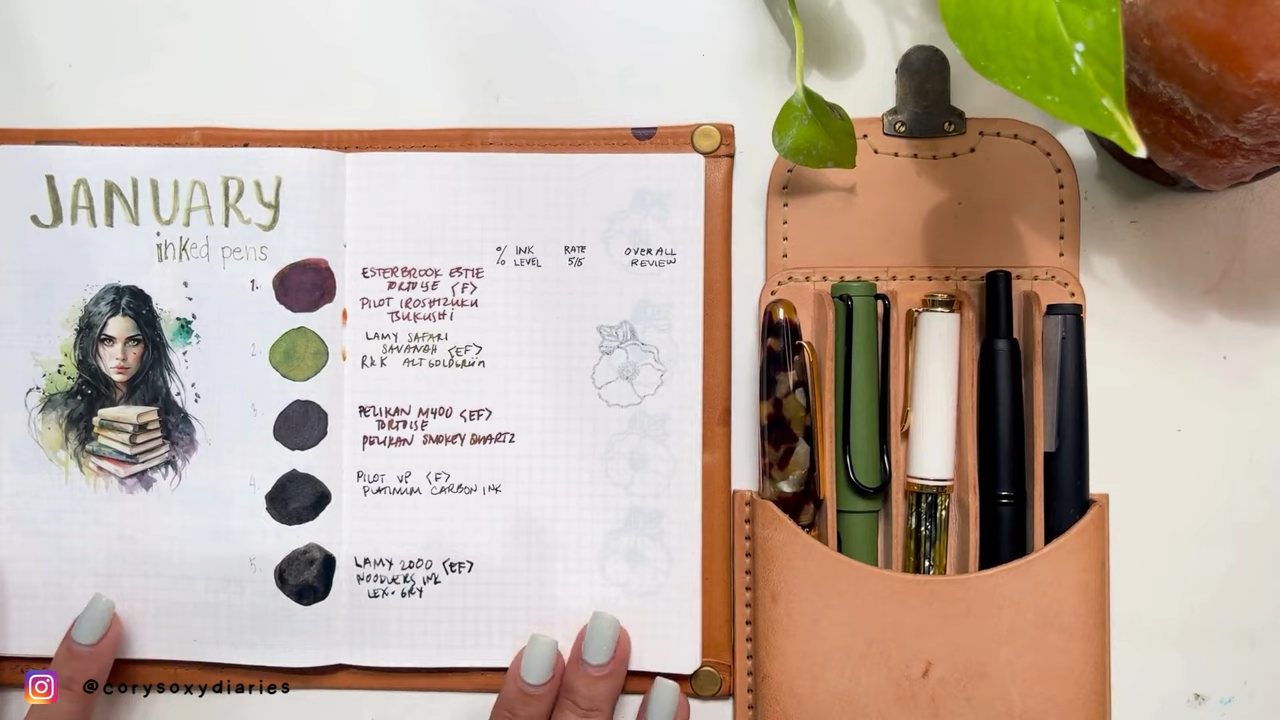 JANUARY
inked pens
% INK LEVEL
RATE 5/5
OVERALL REVIEW
1.
ESTERBROOK ESTIE
TORTOISE <F>
PILOT IROSHIZUKU
TSUKUSHI
2.
LAMY SAFARI
SAVANAH <EF>
R&K ALT GOLDGRÜN
3.
PELIKAN M400 <EF>
TORTOISE
PELIKAN SMOKEY QUARTZ
4.
PILOT VP <F>
PLATINUM CARBON INK
5.
LAMY 2000 <EF>
NOODLERS INK
LEX. GRY
@corysoxydiaries